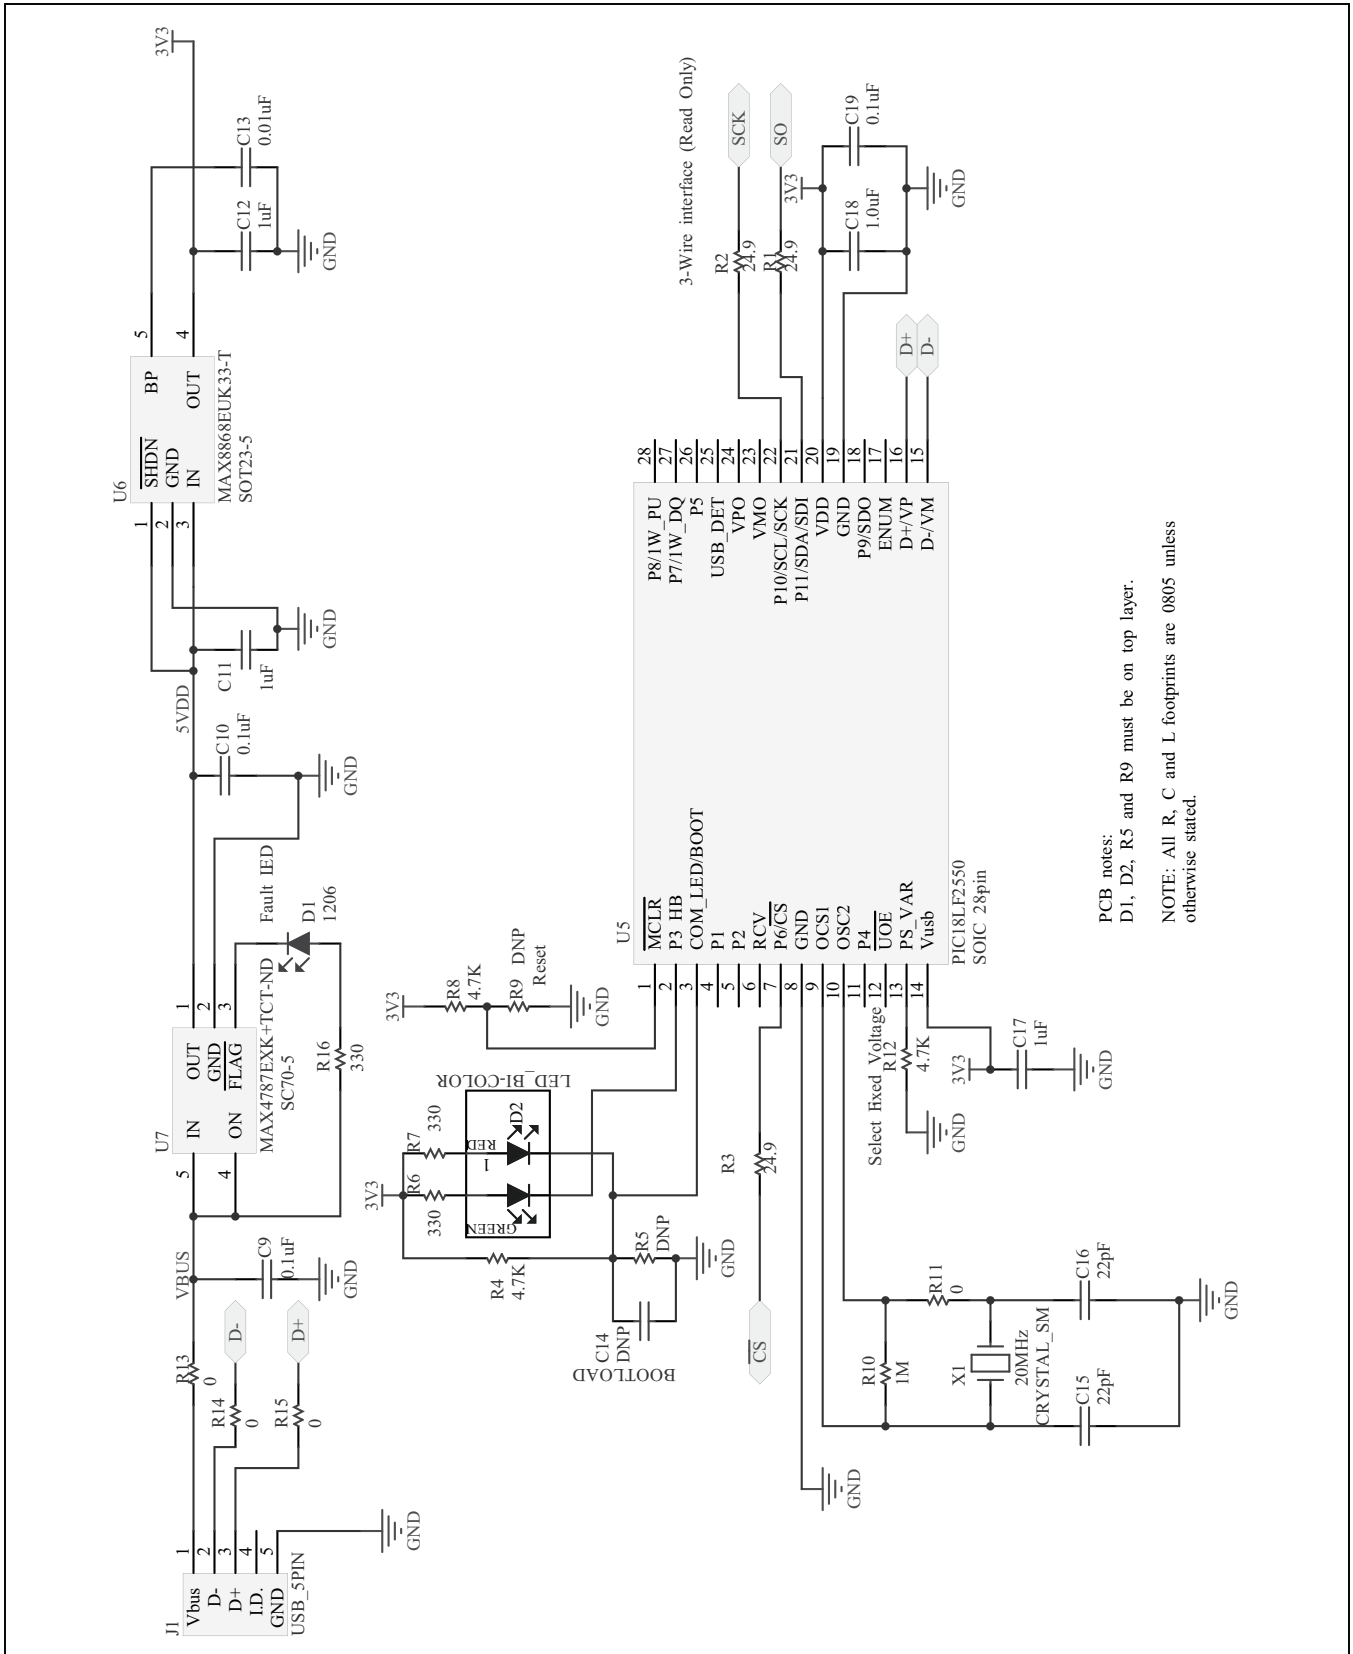 J1
Vbus
D-
D+
I.D.
GND
USB_5PIN
1
2
3
4
5
GND
R13
0
R14
0
R15
0
D-
D+
VBUS
C9
0.1uF
GND
U7
5
4
IN
ON
OUT
GND
FLAG
MAX4787EXK+TCT-ND
SC70-5
1
2
3
R16
330
Fault IED
D1
1206
C10
0.1uF
GND
5VDD
C11
1uF
GND
U6
1
2
3
SHDN
GND
IN
BP
OUT
MAX8868EUK33-T
SOT23-5
5
4
C12
1uF
C13
0.01uF
GND
3V3
3V3
R8
4.7K
R9
DNP
Reset
GND
LED_BI-COLOR
3V3
R7
330
R6
330
RED
1
D2
GREEN
R4
4.7K
R5
DNP
GND
C14
DNP
BOOTLOAD
CS
R3
24.9
Select fixed Voltage
R12
4.7K
GND
3V3
C17
1uF
GND
R10
1M
R11
0
X1
20MHz
CRYSTAL_SM
C15
22pF
C16
22pF
GND
GND
U5
1
2
3
4
5
6
7
8
9
10
11
12
13
14
MCLR
P3 HB
COM_LED/BOOT
P1
P2
RCV
P6/CS
GND
OCS1
OSC2
P4
UOE
PS_VAR
Vusb
PIC18LF2550
SOIC 28pin
P8/1W_PU
P7/1W_DQ
P5
USB_DET
VPO
VMO
P10/SCL/SCK
P11/SDA/SDI
VDD
GND
P9/SDO
ENUM
D+/VP
D-/VM
28
27
26
25
24
23
22
21
20
19
18
17
16
15
3-Wire interface (Read Only)
R2
24.9
R1
24.9
SCK
SO
3V3
C18
1.0uF
C19
0.1uF
GND
D+
D-
PCB notes:
D1, D2, R5 and R9 must be on top layer.
NOTE: All R, C and L footprints are 0805 unless
otherwise stated.